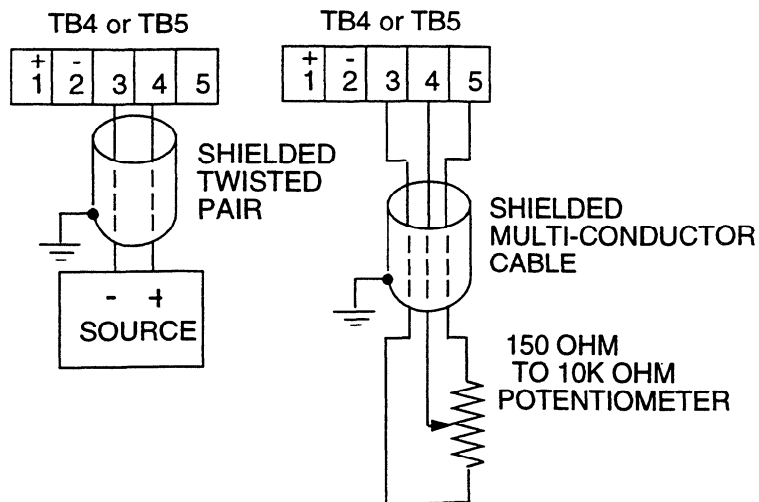 TB4 or TB5
+ -
1 2 3 4 5
SHIELDED
TWISTED
PAIR
- +
SOURCE
TB4 or TB5
+ -
1 2 3 4 5
SHIELDED
MULTI-CONDUCTOR
CABLE
150 OHM
TO 10K OHM
POTENTIOMETER